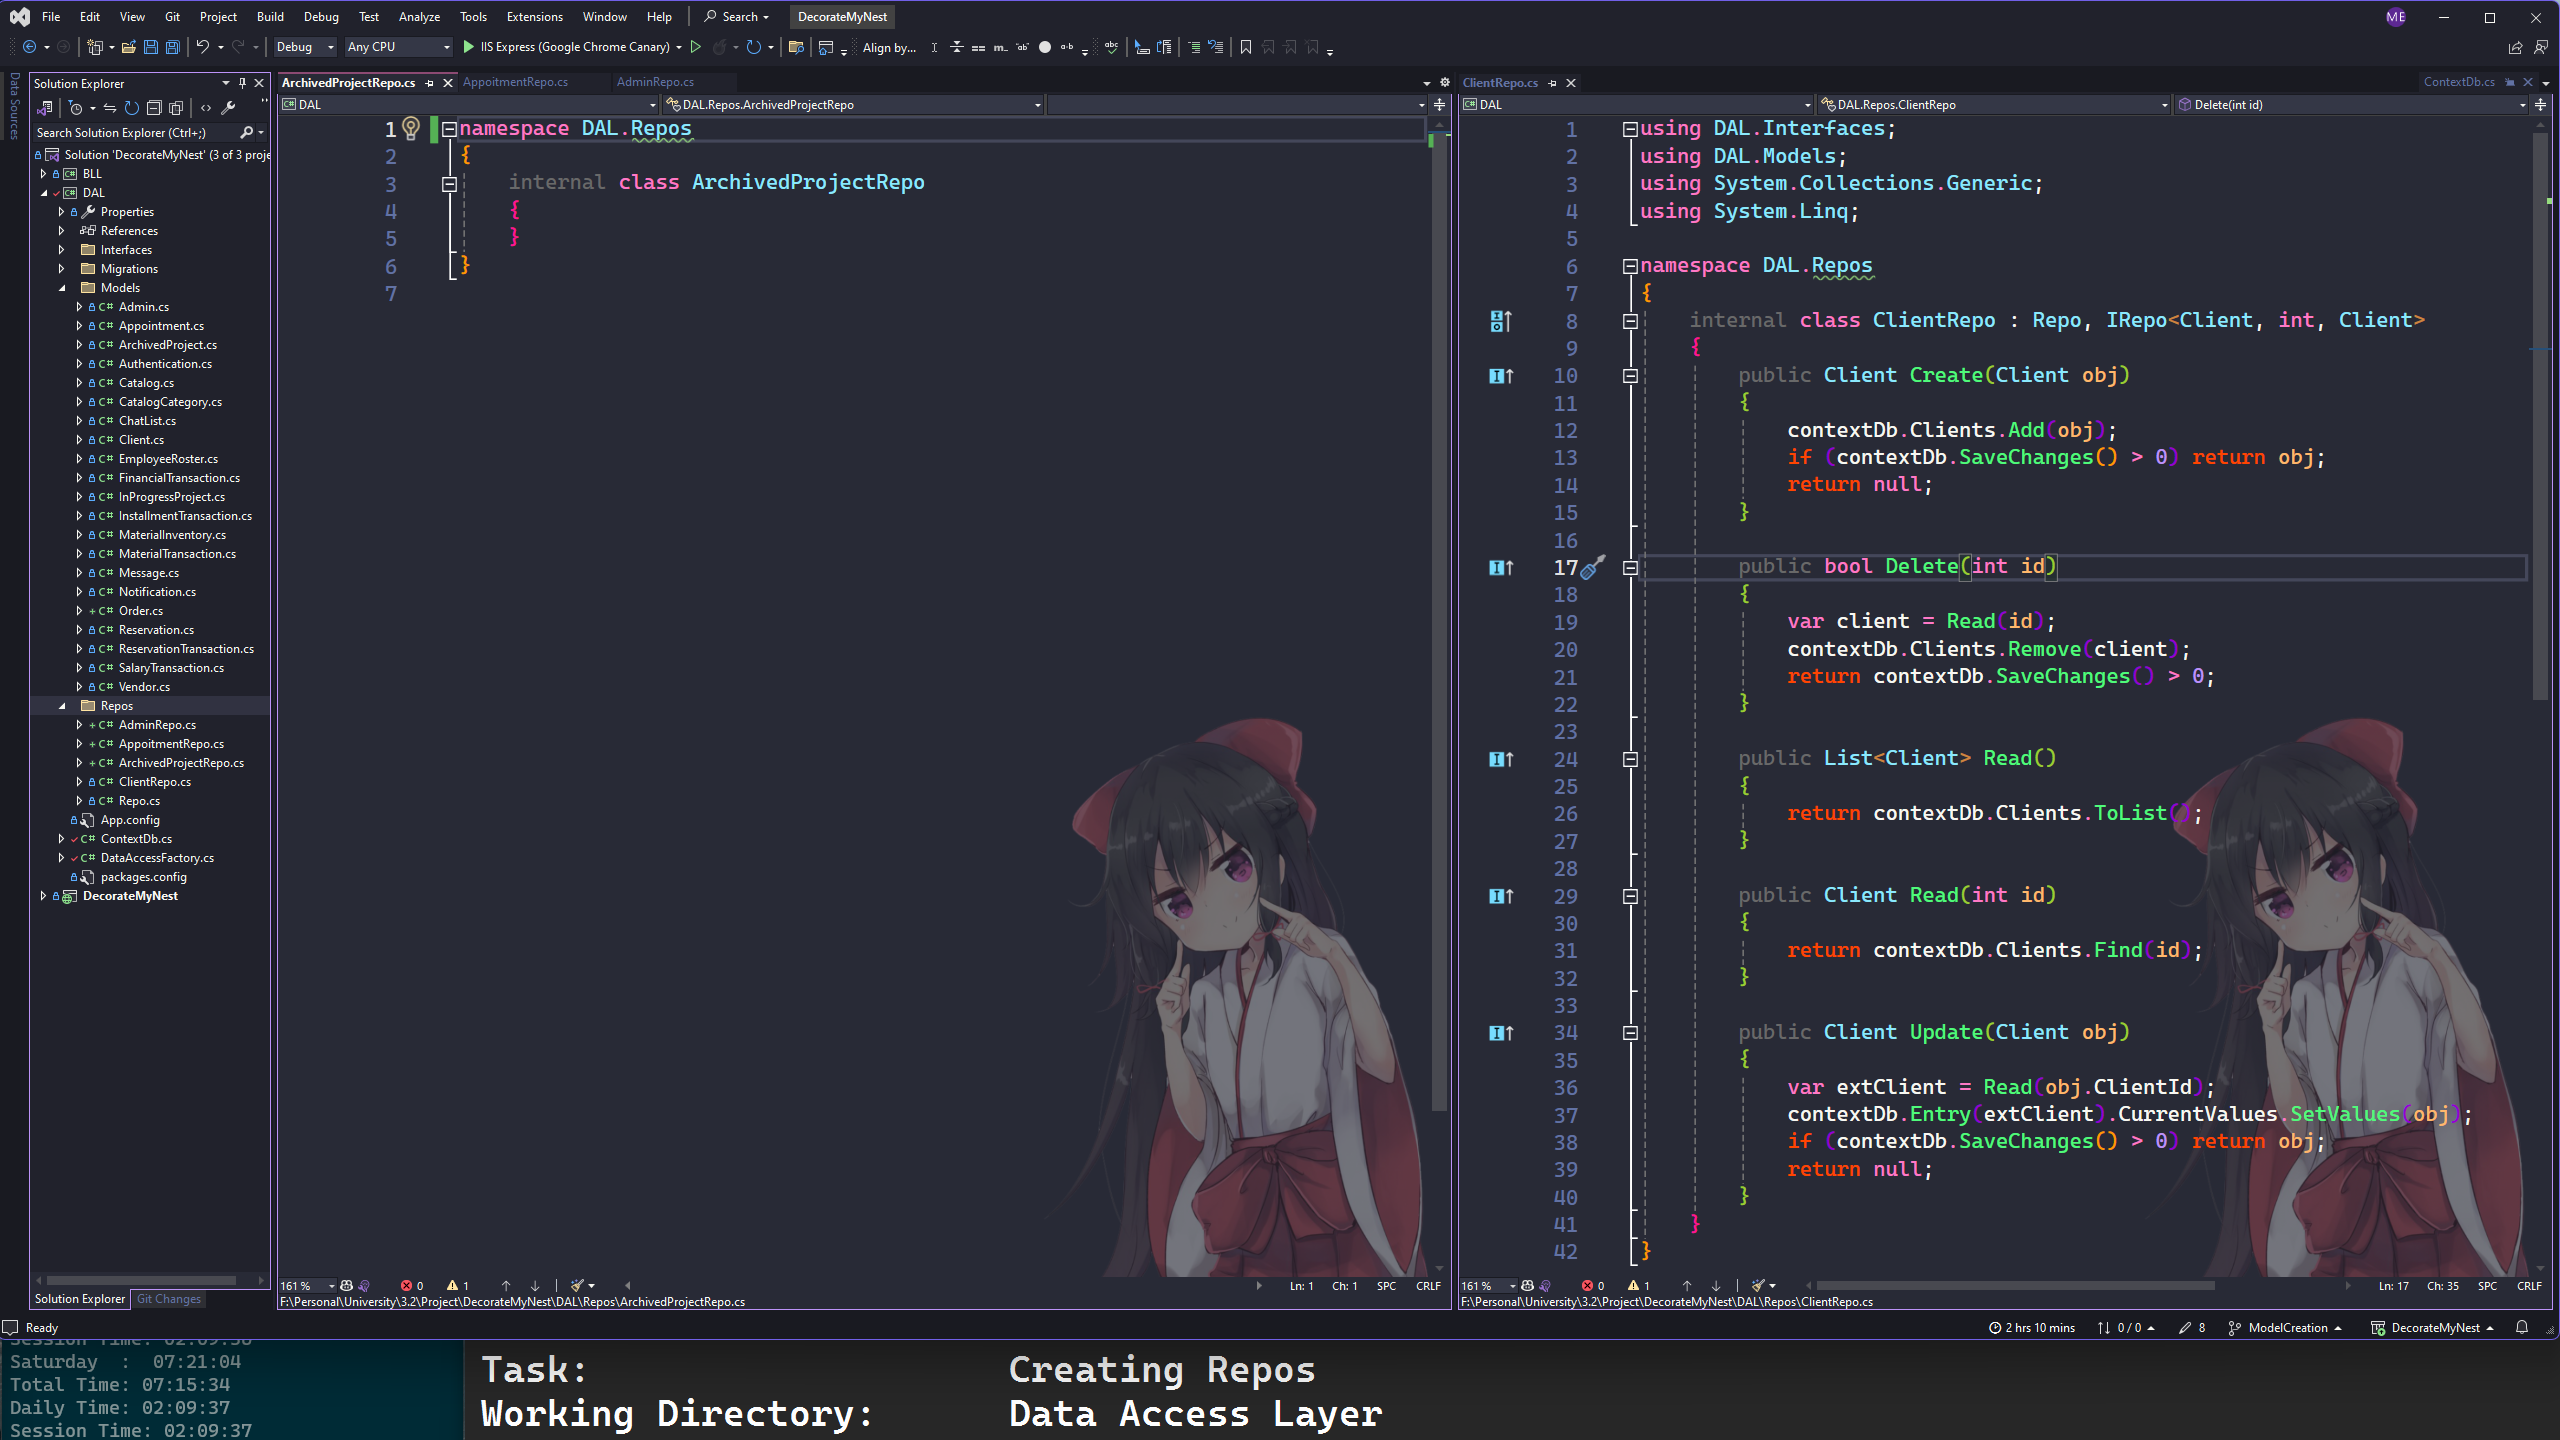 File Edit View Git Project Build Debug Test Analyze Tools Extensions Window Help Search DecorateMyNest ME
Debug Any CPU IIS Express (Google Chrome Canary) Align by...
Data Sources
Solution Explorer
Search Solution Explorer (Ctrl+;)
Solution 'DecorateMyNest' (3 of 3 proje
BLL
DAL
Properties
References
Interfaces
Migrations
Models
Admin.cs
Appointment.cs
ArchivedProject.cs
Authentication.cs
Catalog.cs
CatalogCategory.cs
ChatList.cs
Client.cs
EmployeeRoster.cs
FinancialTransaction.cs
InProgressProject.cs
InstallmentTransaction.cs
MaterialInventory.cs
MaterialTransaction.cs
Message.cs
Notification.cs
Order.cs
Reservation.cs
ReservationTransaction.cs
SalaryTransaction.cs
Vendor.cs
Repos
AdminRepo.cs
AppoitmentRepo.cs
ArchivedProjectRepo.cs
ClientRepo.cs
Repo.cs
App.config
ContextDb.cs
DataAccessFactory.cs
packages.config
DecorateMyNest
Solution Explorer Git Changes
ArchivedProjectRepo.cs AppoitmentRepo.cs AdminRepo.cs
DAL DAL.Repos.ArchivedProjectRepo
1 namespace DAL.Repos
2 {
3 internal class ArchivedProjectRepo
4 {
5 }
6 }
7
161 % 0 1 Ln: 1 Ch: 1 SPC CRLF
F:\Personal\University\3.2\Project\DecorateMyNest\DAL\Repos\ArchivedProjectRepo.cs
ClientRepo.cs ContextDb.cs
DAL DAL.Repos.ClientRepo Delete(int id)
1 using DAL.Interfaces;
2 using DAL.Models;
3 using System.Collections.Generic;
4 using System.Linq;
5
6 namespace DAL.Repos
7 {
8 internal class ClientRepo : Repo, IRepo<Client, int, Client>
9 {
10 public Client Create(Client obj)
11 {
12 contextDb.Clients.Add(obj);
13 if (contextDb.SaveChanges() > 0) return obj;
14 return null;
15 }
16
17 public bool Delete(int id)
18 {
19 var client = Read(id);
20 contextDb.Clients.Remove(client);
21 return contextDb.SaveChanges() > 0;
22 }
23
24 public List<Client> Read()
25 {
26 return contextDb.Clients.ToList();
27 }
28
29 public Client Read(int id)
30 {
31 return contextDb.Clients.Find(id);
32 }
33
34 public Client Update(Client obj)
35 {
36 var extClient = Read(obj.ClientId);
37 contextDb.Entry(extClient).CurrentValues.SetValues(obj);
38 if (contextDb.SaveChanges() > 0) return obj;
39 return null;
40 }
41 }
42 }
161 % 0 1 Ln: 17 Ch: 35 SPC CRLF
F:\Personal\University\3.2\Project\DecorateMyNest\DAL\Repos\ClientRepo.cs
Ready 2 hrs 10 mins 0 / 0 8 ModelCreation DecorateMyNest
Session Time: 02:09:36
Saturday : 07:21:04
Total Time: 07:15:34
Daily Time: 02:09:37
Session Time: 02:09:37
Task: Creating Repos
Working Directory: Data Access Layer